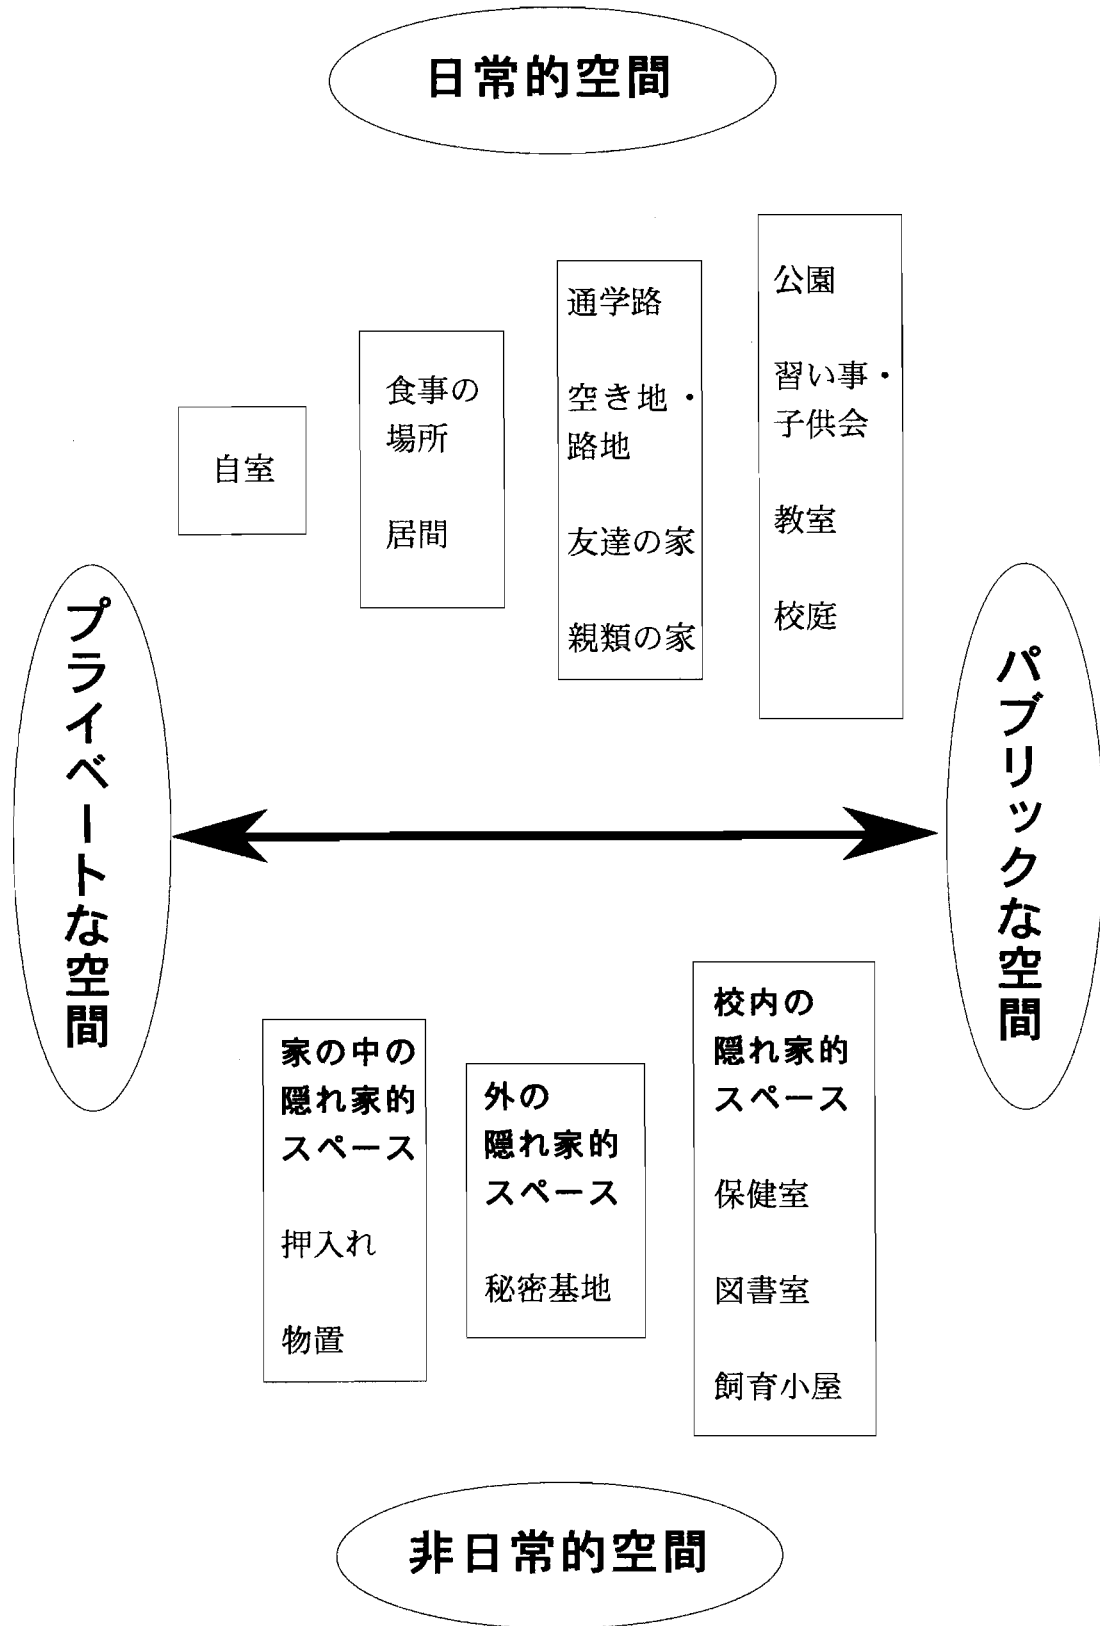 日常的空間
自室
食事の
場所
居間
通学路
空き地・
路地
友達の家
親類の家
公園
習い事・
子供会
教室
校庭
プライベートな空間
パブリックな空間
家の中の
隠れ家的
スペース
押入れ
物置
外の
隠れ家的
スペース
秘密基地
校内の
隠れ家的
スペース
保健室
図書室
飼育小屋
非日常的空間